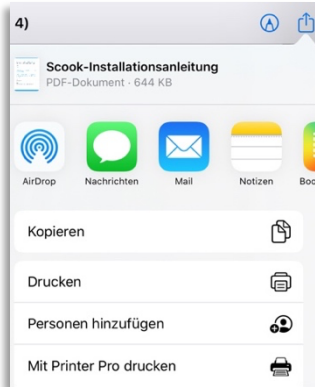 4)
Scook-Installationsanleitung
PDF-Dokument · 644 KB
AirDrop Nachrichten Mail Notizen Boo
Kopieren
Drucken
Personen hinzufügen
Mit Printer Pro drucken